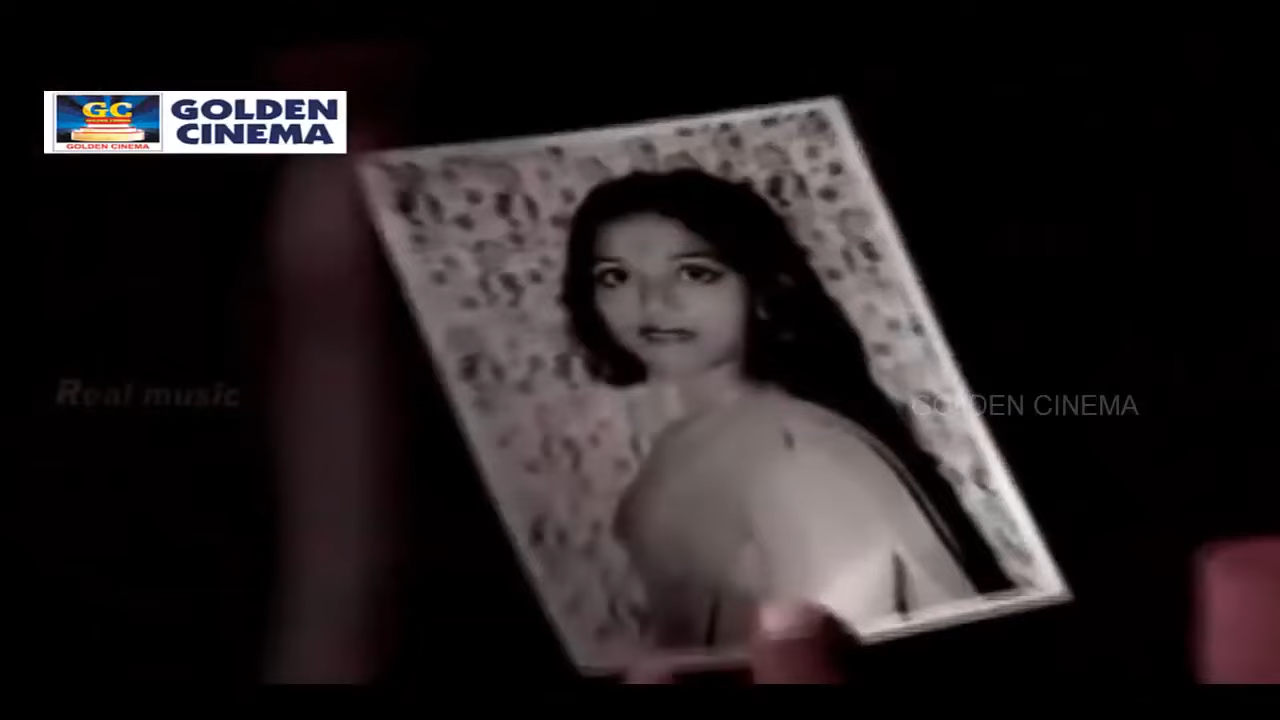 GC
GOLDEN CINEMA
GOLDEN
CINEMA
Real music
GOLDEN CINEMA